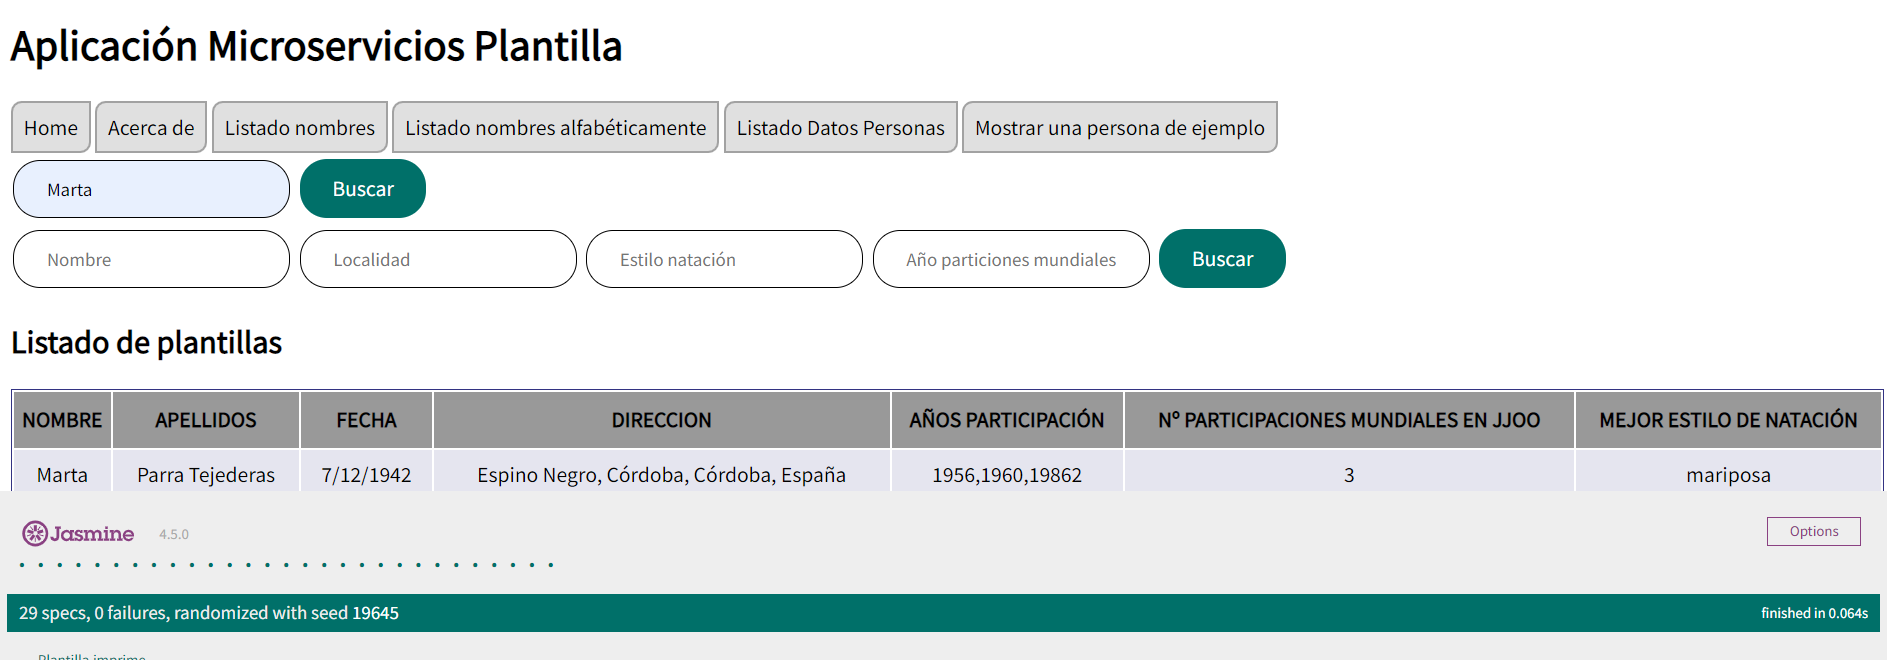 Aplicación Microservicios Plantilla
Home Acerca de Listado nombres Listado nombres alfabéticamente Listado Datos Personas Mostrar una persona de ejemplo
Marta Buscar
Nombre Localidad Estilo natación Año particiones mundiales Buscar
Listado de plantillas
NOMBRE APELLIDOS FECHA DIRECCION AÑOS PARTICIPACIÓN Nº PARTICIPACIONES MUNDIALES EN JJOO MEJOR ESTILO DE NATACIÓN
Marta Parra Tejederas 7/12/1942 Espino Negro, Córdoba, Córdoba, España 1956,1960,19862 3 mariposa
Jasmine 4.5.0 Options
29 specs, 0 failures, randomized with seed 19645 finished in 0.064s
Plantilla imprime